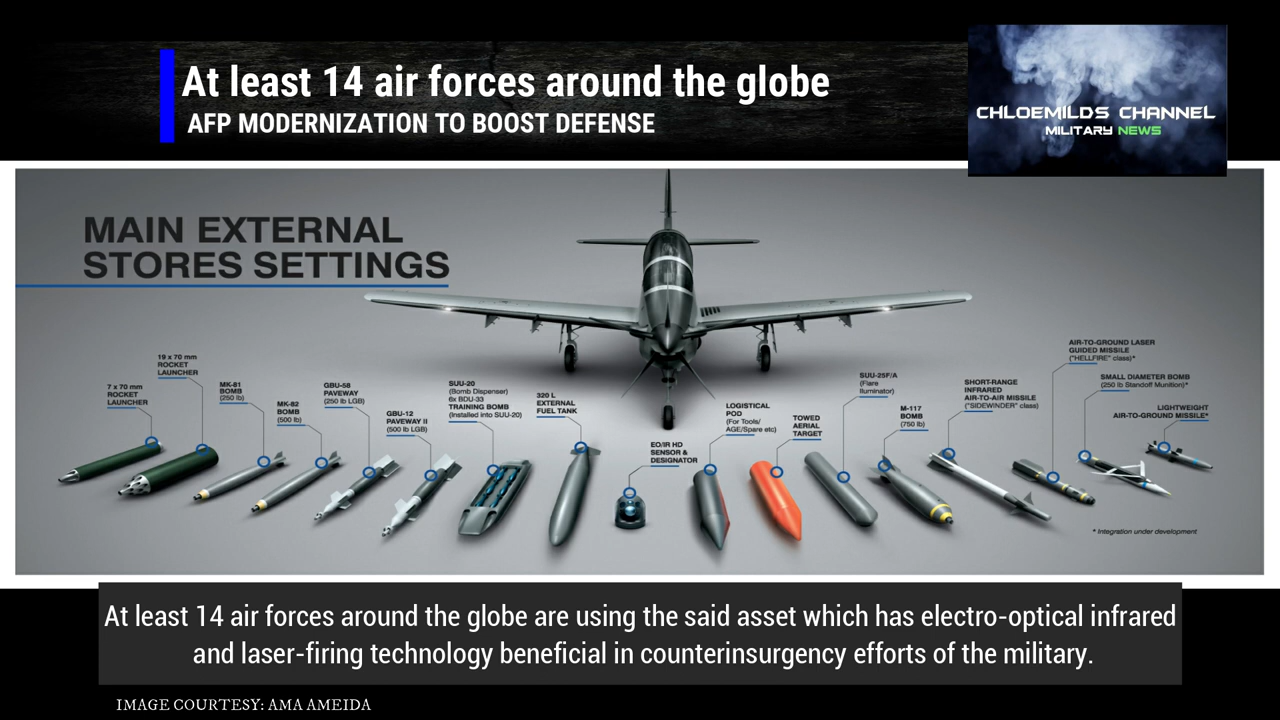 At least 14 air forces around the globe
AFP MODERNIZATION TO BOOST DEFENSE
CHLOEMILDS CHANNEL
MILITARY NEWS
MAIN EXTERNAL
STORES SETTINGS
7 x 70 mm
ROCKET
LAUNCHER
19 x 70 mm
ROCKET
LAUNCHER
MK-81
BOMB
(250 lb)
MK-82
BOMB
(500 lb)
GBU-58
PAVEWAY
(250 lb LGB)
GBU-12
PAVEWAY II
(500 lb LGB)
SUU-20
(Bomb Dispenser)
6x BDU-33
TRAINING BOMB
(Installed into SUU-20)
320 L
EXTERNAL
FUEL TANK
EO/IR HD
SENSOR &
DESIGNATOR
LOGISTICAL
POD
(For Tools/
AGE/Spare etc)
TOWED
AERIAL
TARGET
SUU-25F/A
(Flare
Iluminator)
M-117
BOMB
(750 lb)
SHORT-RANGE
INFRARED
AIR-TO-AIR MISSILE
("SIDEWINDER" class)
AIR-TO-GROUND LASER
GUIDED MISSILE
("HELLFIRE" class)*
SMALL DIAMETER BOMB
(250 lb Standoff Munition)*
LIGHTWEIGHT
AIR-TO-GROUND MISSILE*
* Integration under development
At least 14 air forces around the globe are using the said asset which has electro-optical infrared
and laser-firing technology beneficial in counterinsurgency efforts of the military.
IMAGE COURTESY: AMA AMEIDA